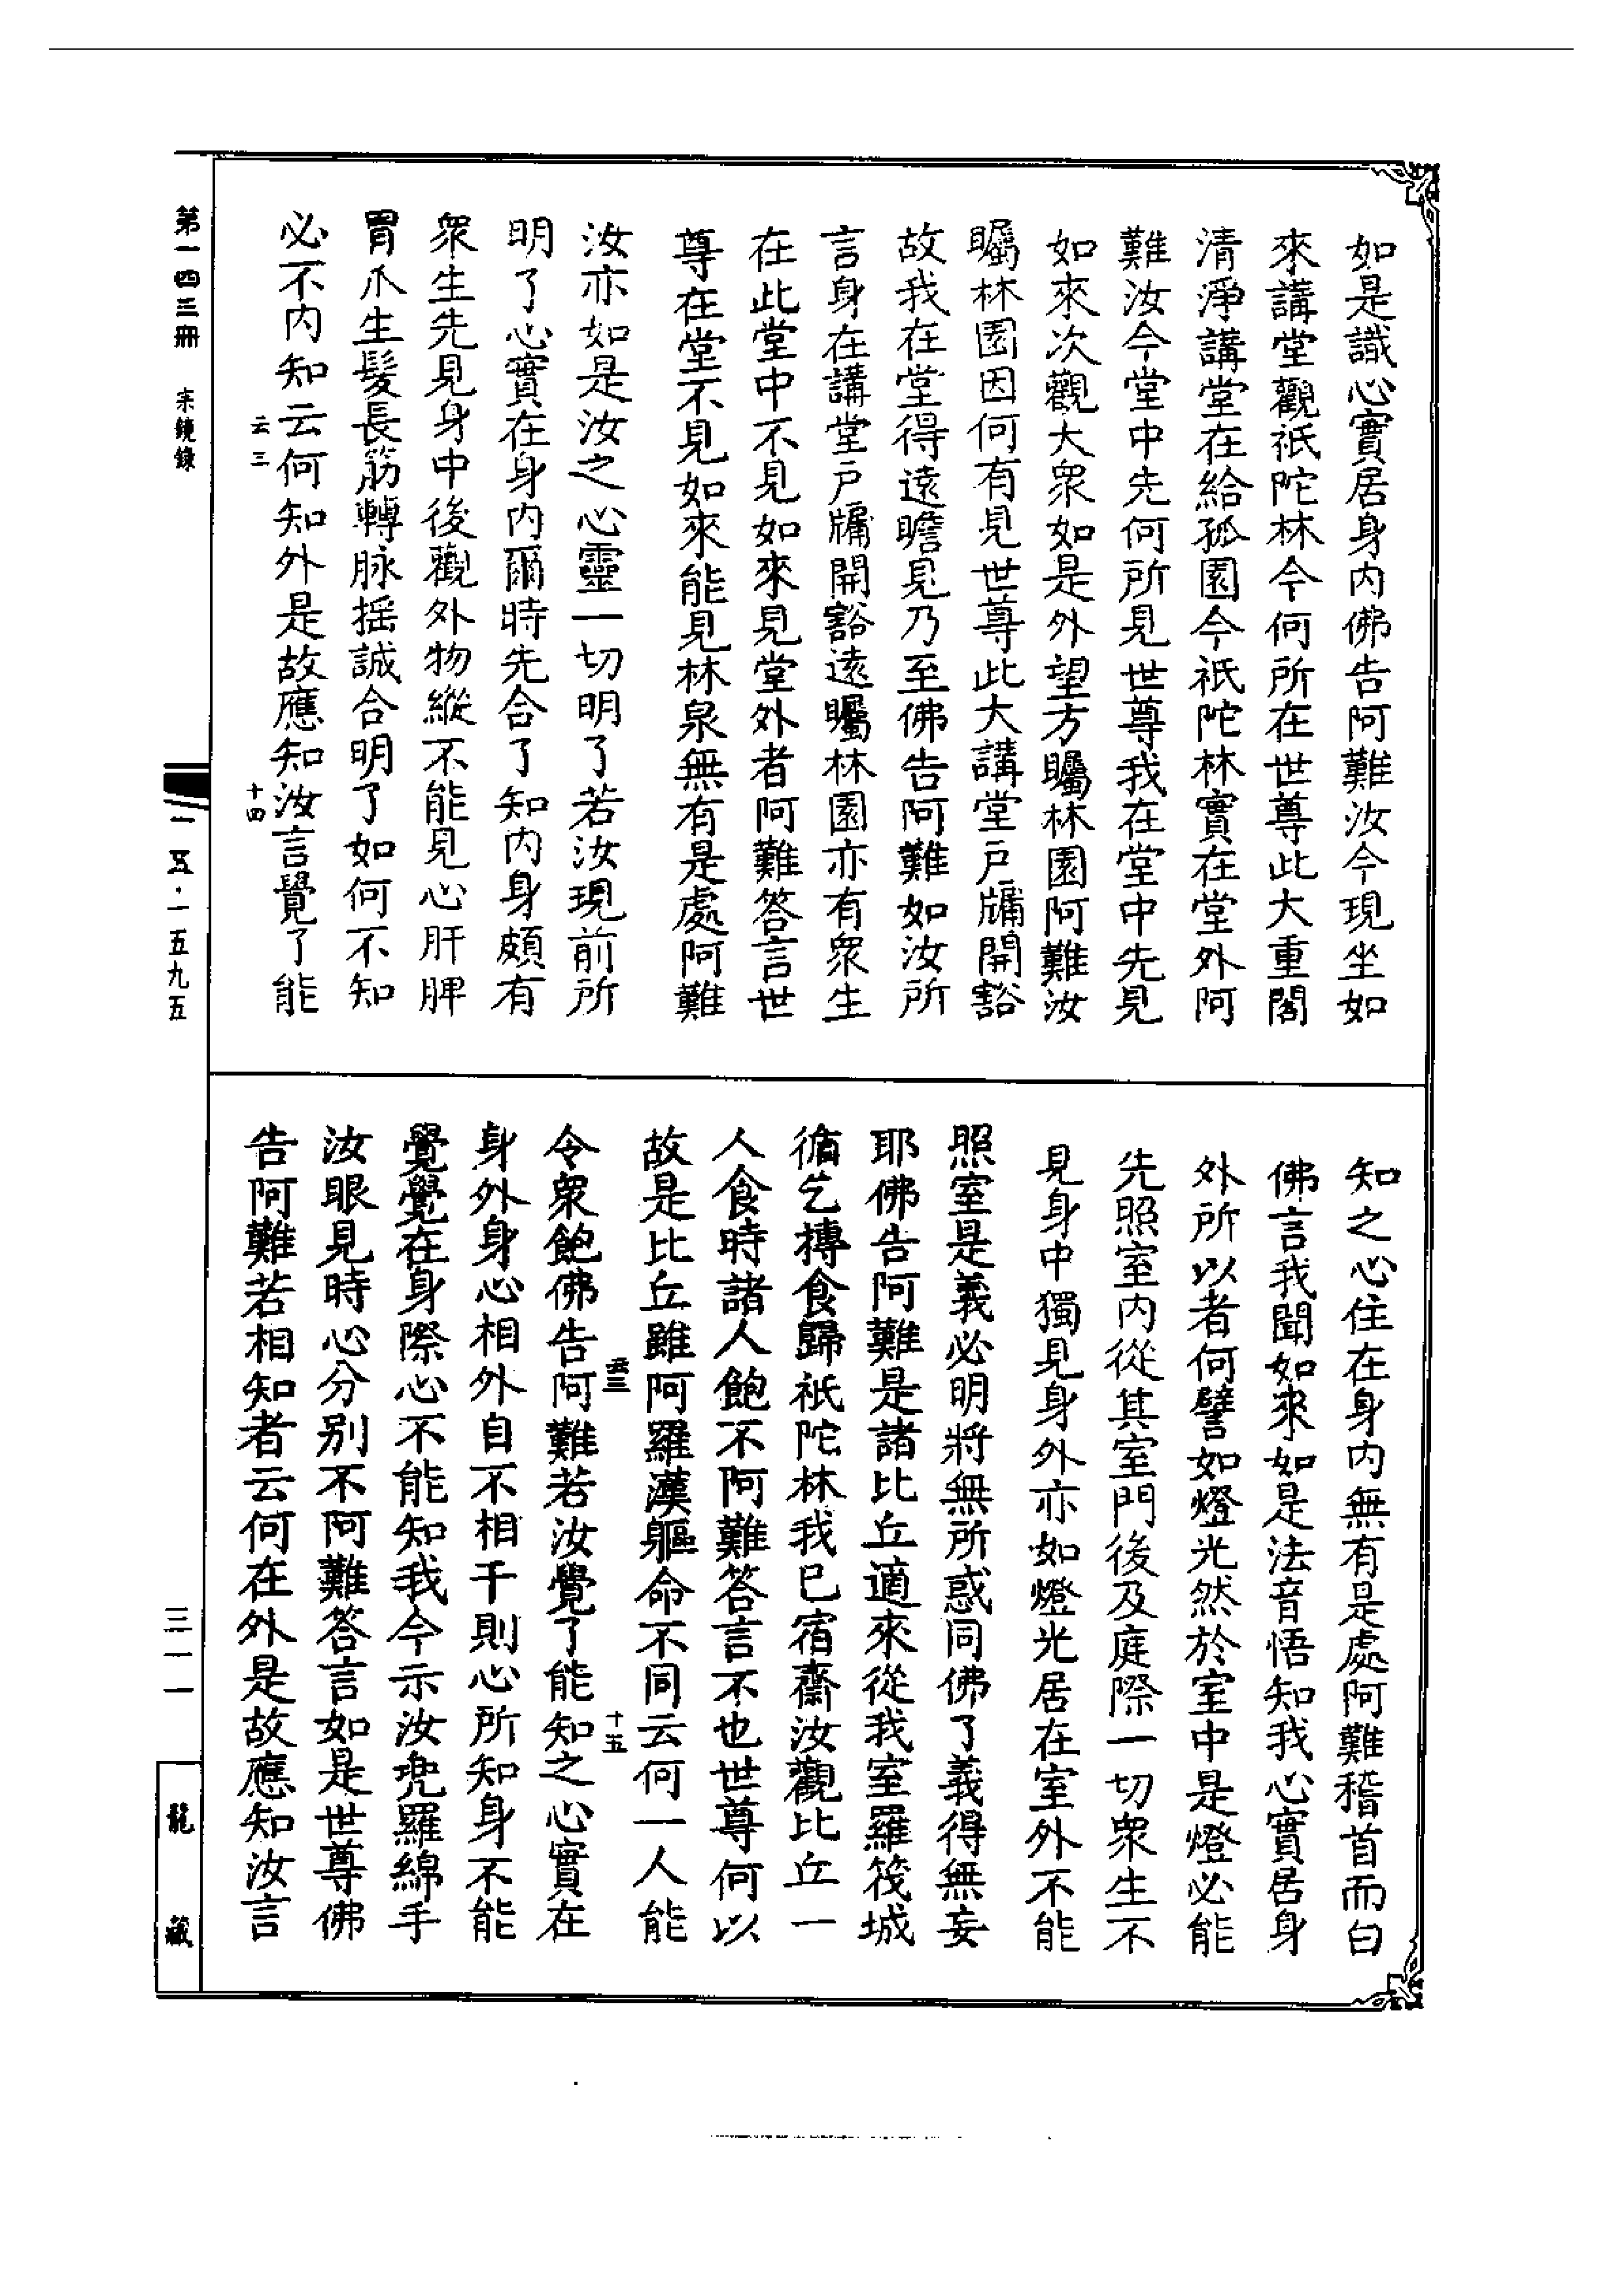 如是識心實居身內佛告阿難汝今現坐如
來講堂觀祇陀林今何所在世尊此大重閣
清淨講堂在給孤園今祇陀林實在堂外阿
難汝今堂中先何所見世尊我在堂中先見
如來次觀大衆如是外望方矚林園阿難汝
矚林園因何有見世尊此大講堂戶牖開豁
故我在堂得遠瞻見乃至佛告阿難如汝所
言身在講堂戶牖開豁遠矚林園亦有衆生
在此堂中不見如來見堂外者阿難答言世
尊在堂不見如來能見林泉無有是處阿難
汝亦如是汝之心靈一切明了若汝現前所
明了心實在身內爾時先合了知內身頗有
衆生先見身中後觀外物縱不能見心肝脾
胃爪生髮長筋轉脉摇誠合明了如何不知
必不內知云何知外是故應知汝言覺了能
云三 十四
知之心住在身內無有是處阿難稽首而白
佛言我聞如來如是法音悟知我心實居身
外所以者何譬如燈光然於室中是燈必能
先照室內從其室門後及庭際一切衆生不
見身中獨見身外亦如燈光居在室外不能
照室是義必明將無所惑同佛了義得無妄
耶佛告阿難是諸比丘適來從我室羅筏城
循乞摶食歸祇陀林我已宿齋汝觀比丘一
人食時諸人飽不阿難答言不也世尊何以
故是比丘雖阿羅漢軀命不同云何一人能
云三 十五
令衆飽佛告阿難若汝覺了能知之心實在
身外身心相外自不相干則心所知身不能
覺覺在身際心不能知我今示汝兜羅綿手
汝眼見時心分别不阿難答言如是世尊佛
告阿難若相知者云何在外是故應知汝言
第一四三冊 宗鏡錄
一五·一五九五
三一一
龍藏